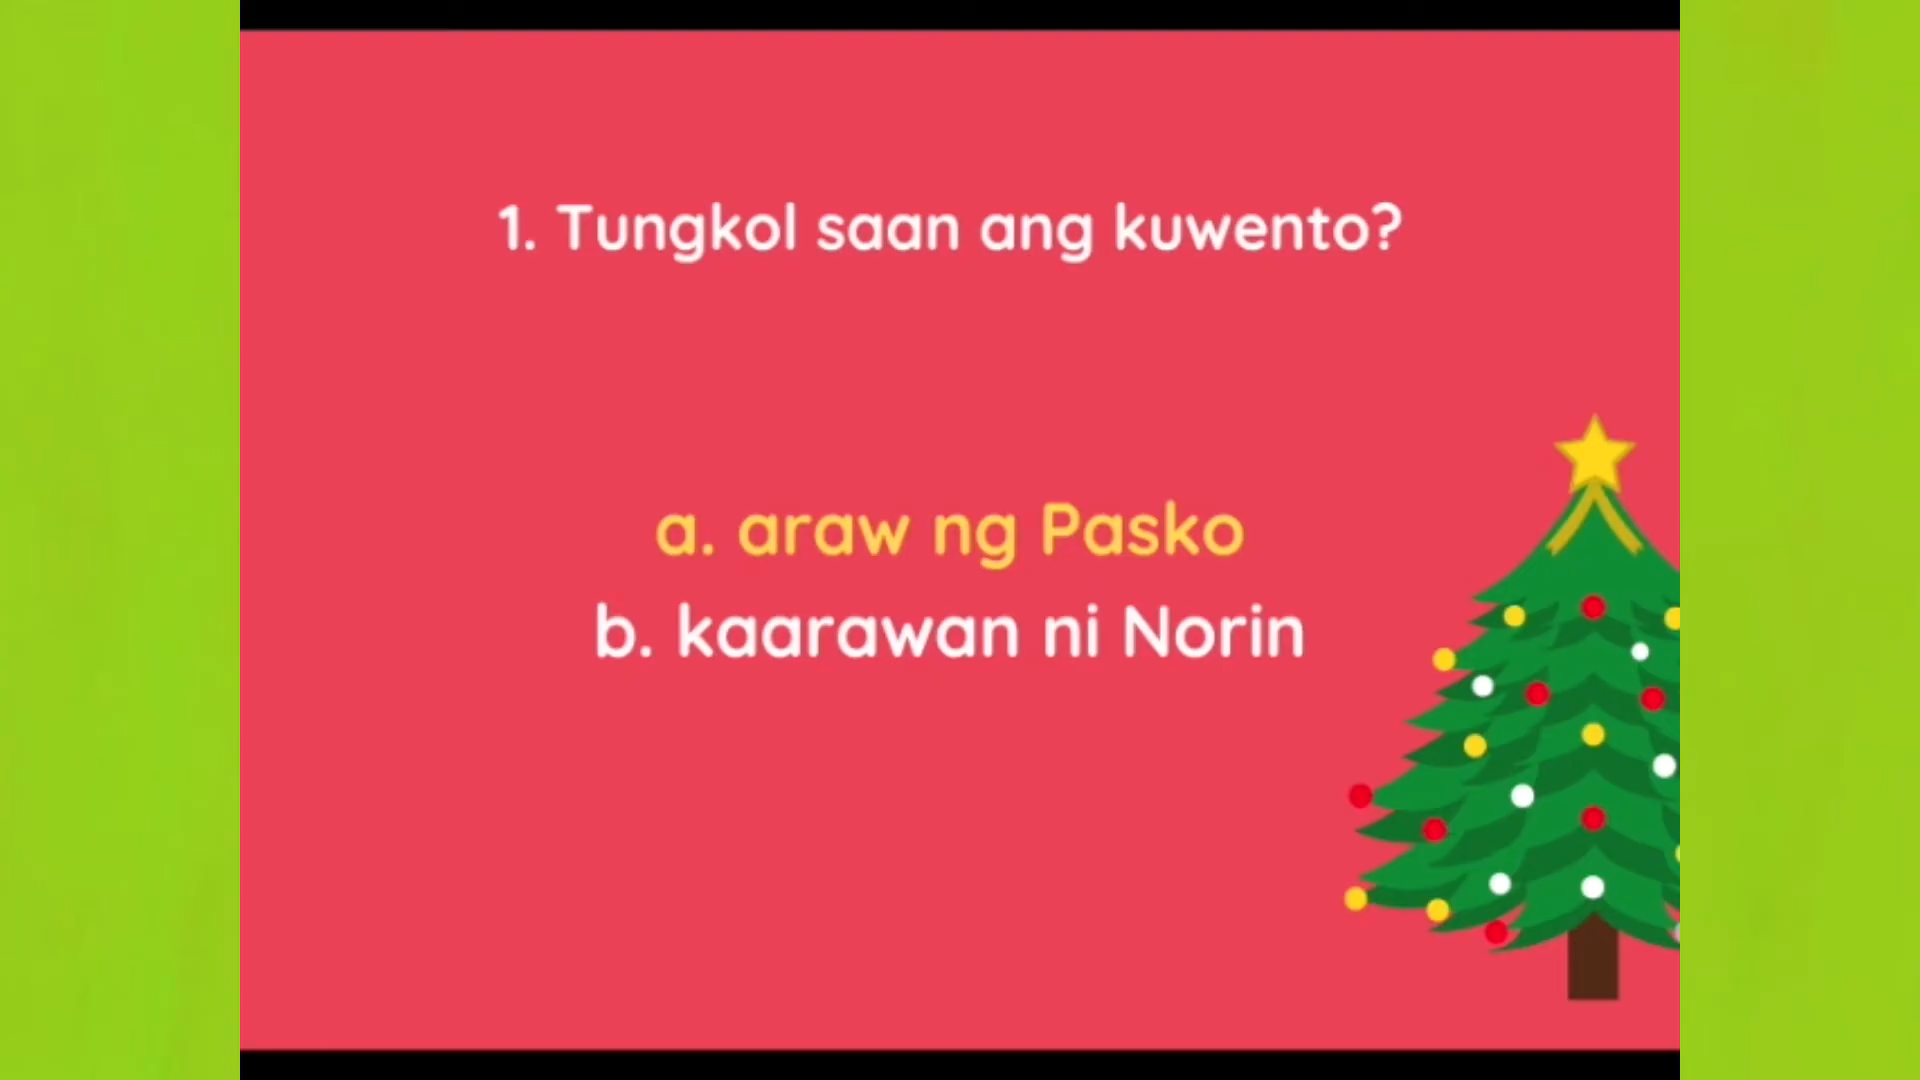 1. Tungkol saan ang kuwento?
a. araw ng Pasko
b. kaarawan ni Norin